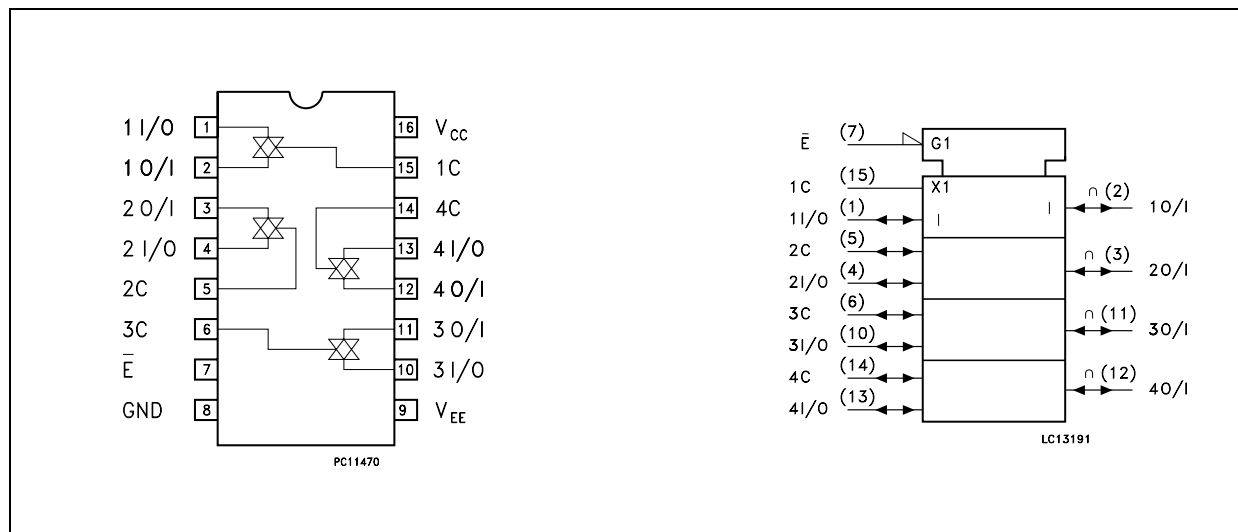 1I/O 1 16 V_CC
1O/I 2 15 1C
2O/I 3 14 4C
2I/O 4 13 4I/O
2C 5 12 4O/I
3C 6 11 3O/I
Ē 7 10 3I/O
GND 8 9 V_EE
PC11470
Ē (7) G1
1C (15) X1
1I/O (1) I I ∩ (2) 1O/I
2C (5)
2I/O (4) ∩ (3) 2O/I
3C (6)
3I/O (10) ∩ (11) 3O/I
4C (14)
4I/O (13) ∩ (12) 4O/I
LC13191